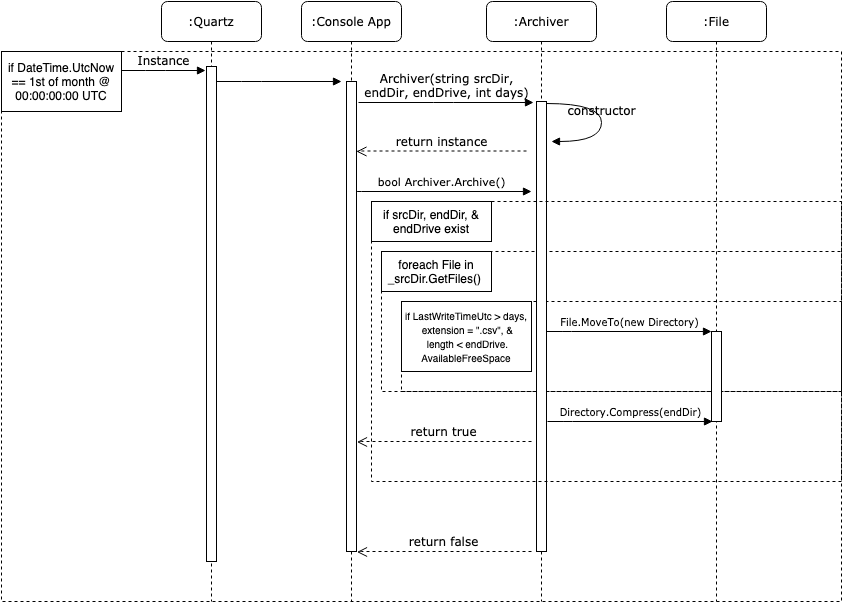 :Quartz
:Console App
:Archiver
:File
if DateTime.UtcNow
== 1st of month @
00:00:00:00 UTC
Instance
Archiver(string srcDir,
endDir, endDrive, int days)
constructor
return instance
bool Archiver.Archive()
if srcDir, endDir, &
endDrive exist
foreach File in
_srcDir.GetFiles()
if LastWriteTimeUtc > days,
extension = ".csv", &
length < endDrive.
AvailableFreeSpace
File.MoveTo(new Directory)
Directory.Compress(endDir)
return true
return false